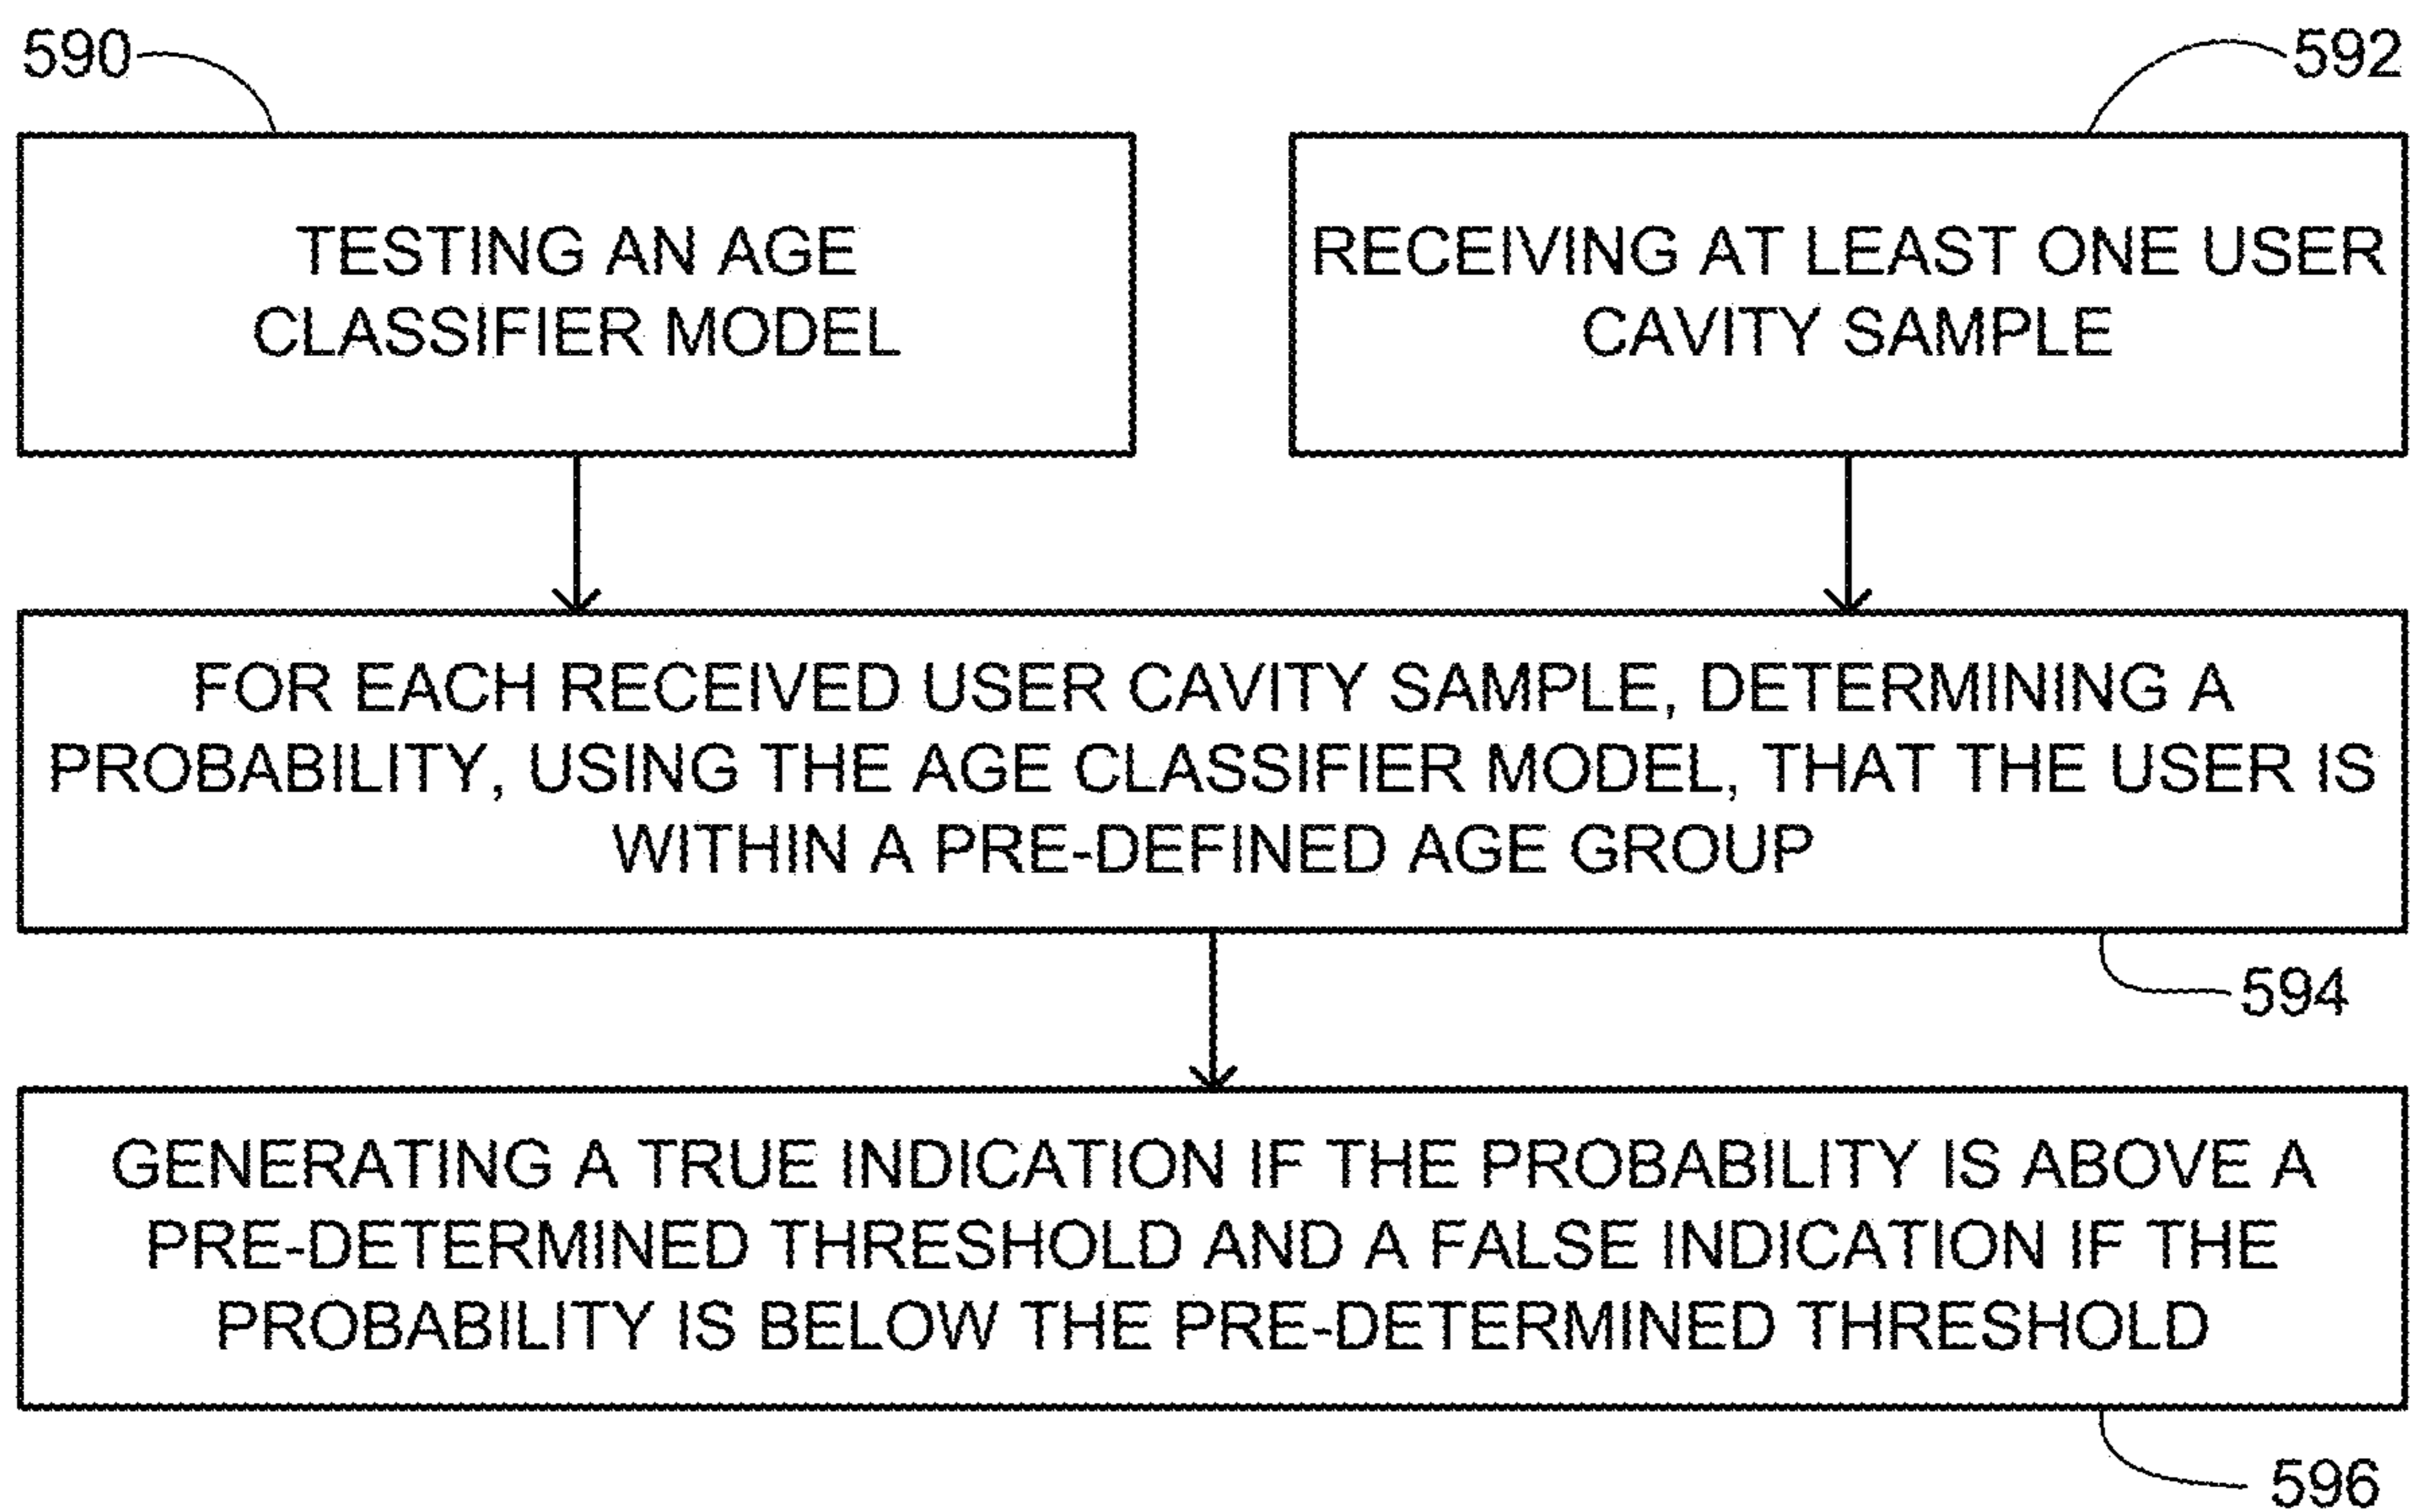 590
592
TESTING AN AGE
CLASSIFIER MODEL
RECEIVING AT LEAST ONE USER
CAVITY SAMPLE
FOR EACH RECEIVED USER CAVITY SAMPLE, DETERMINING A
PROBABILITY, USING THE AGE CLASSIFIER MODEL, THAT THE USER IS
WITHIN A PRE-DEFINED AGE GROUP
594
GENERATING A TRUE INDICATION IF THE PROBABILITY IS ABOVE A
PRE-DETERMINED THRESHOLD AND A FALSE INDICATION IF THE
PROBABILITY IS BELOW THE PRE-DETERMINED THRESHOLD
596